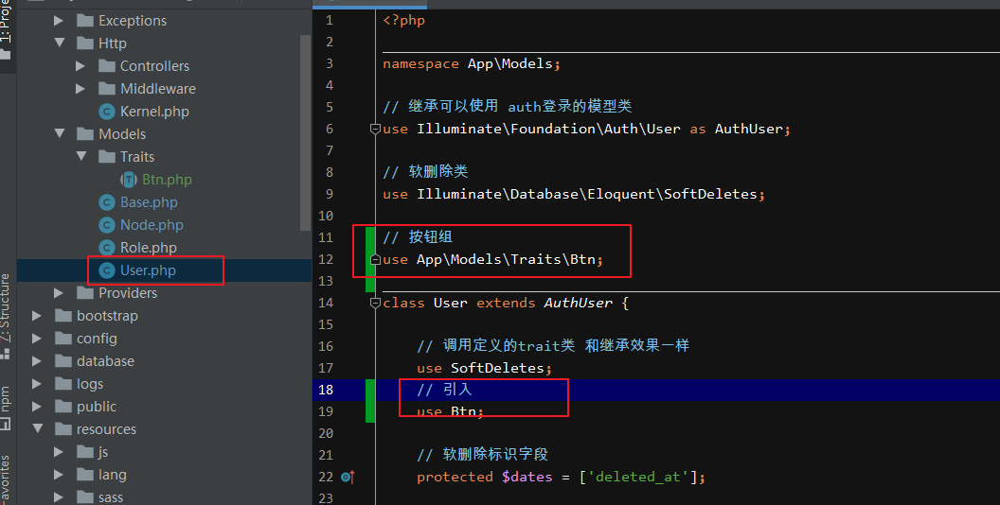 1: Proje
Exceptions
Http
Controllers
Middleware
Kernel.php
Models
Traits
T Btn.php
C Base.php
C Node.php
C Role.php
C User.php
Providers
bootstrap
config
database
logs
public
resources
js
lang
sass
Z: Structure
npm
Favorites
1 <?php
2
3 namespace App\Models;
4
5 // 继承可以使用 auth登录的模型类
6 use Illuminate\Foundation\Auth\User as AuthUser;
7
8 // 软删除类
9 use Illuminate\Database\Eloquent\SoftDeletes;
10
11 // 按钮组
12 use App\Models\Traits\Btn;
13
14 class User extends AuthUser {
15
16 // 调用定义的trait类 和继承效果一样
17 use SoftDeletes;
18 // 引入
19 use Btn;
20
21 // 软删除标识字段
22 protected $dates = ['deleted_at'];
23